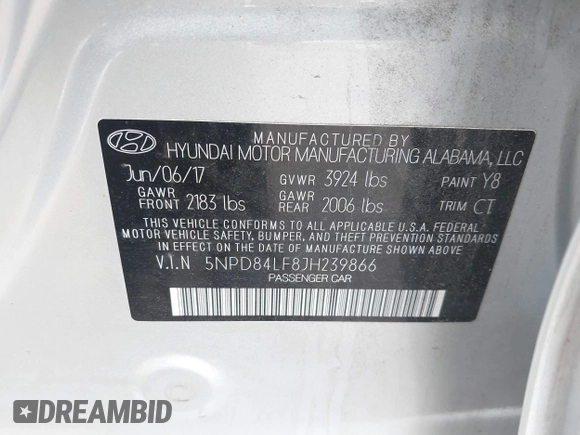 MANUFACTURED BY
HYUNDAI MOTOR MANUFACTURING ALABAMA, LLC
Jun/06/17 GVWR 3924 lbs PAINT Y8
GAWR FRONT 2183 lbs GAWR REAR 2006 lbs TRIM CT
THIS VEHICLE CONFORMS TO ALL APPLICABLE U.S.A. FEDERAL
MOTOR VEHICLE SAFETY, BUMPER, AND THEFT PREVENTION STANDARDS
IN EFFECT ON THE DATE OF MANUFACTURE SHOWN ABOVE
V.I.N 5NPD84LF8JH239866
PASSENGER CAR
DREAMBID